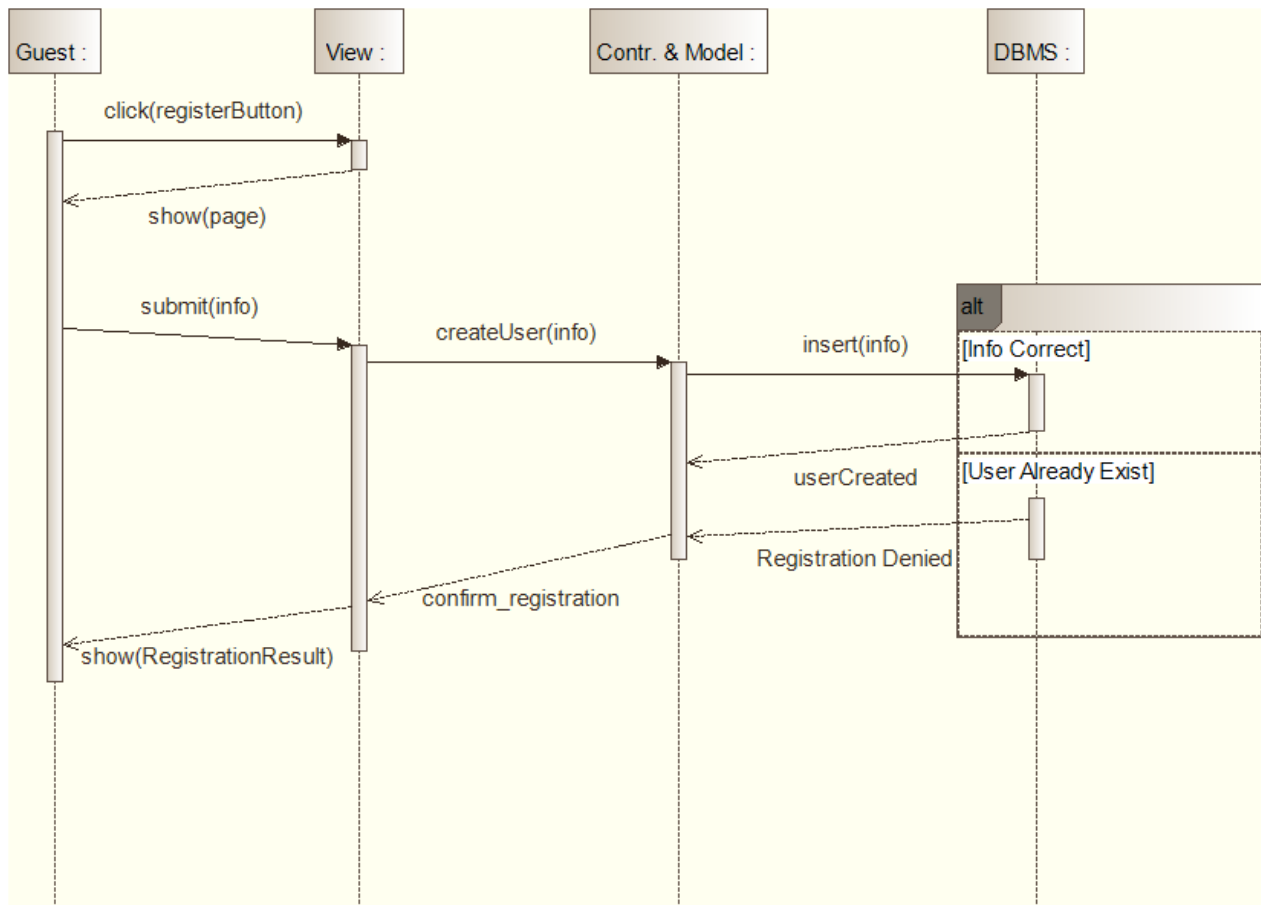 Guest :
View :
Contr. & Model :
DBMS :
click(registerButton)
show(page)
submit(info)
createUser(info)
insert(info)
alt
[Info Correct]
userCreated
[User Already Exist]
Registration Denied
confirm_registration
show(RegistrationResult)